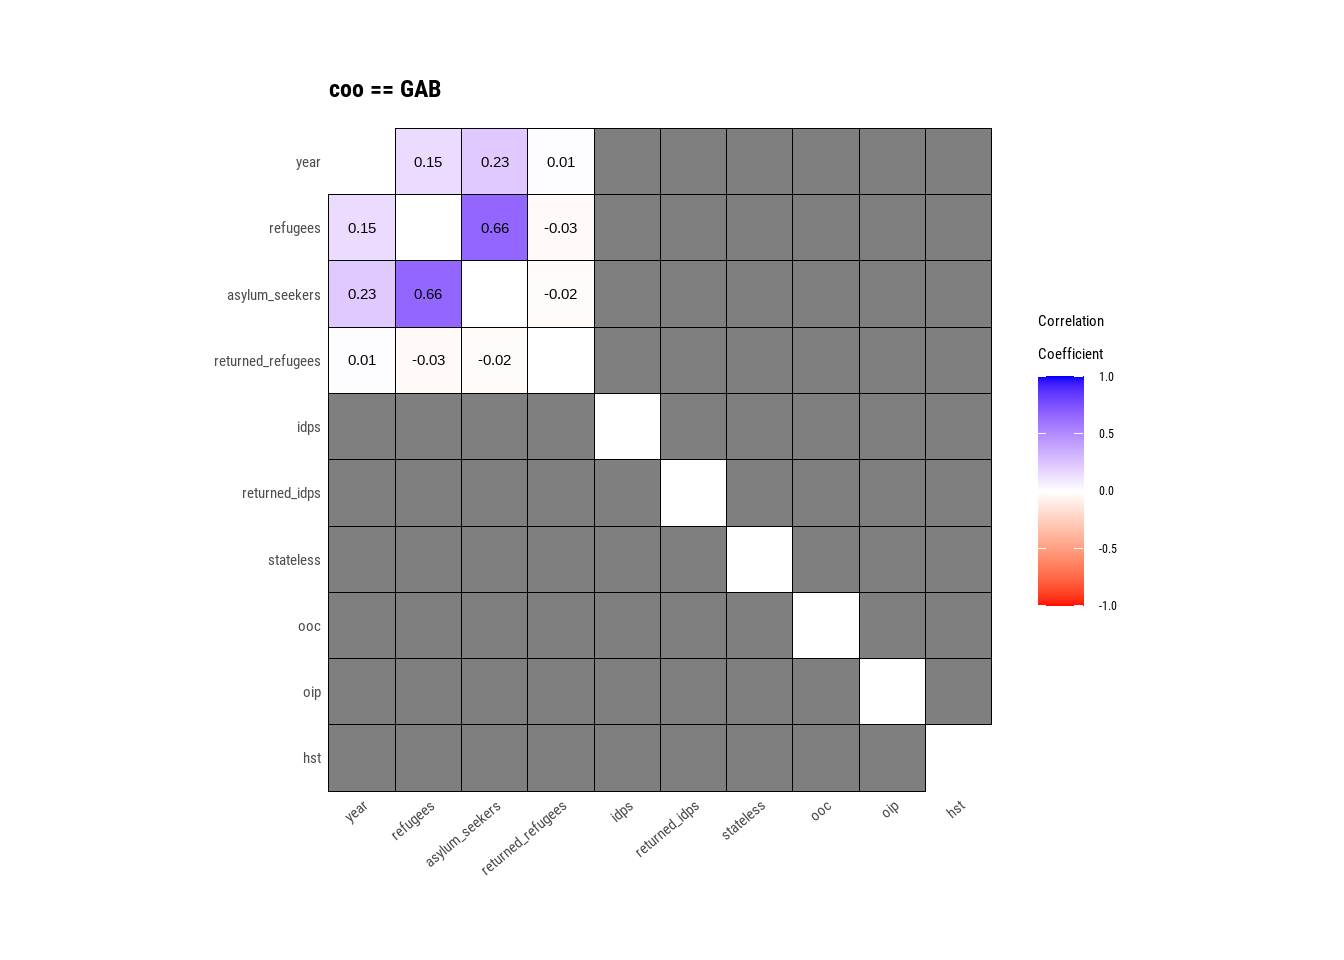 coo == GAB
year 0.15 0.23 0.01
refugees 0.15 0.66 -0.03
asylum_seekers 0.23 0.66 -0.02
returned_refugees 0.01 -0.03 -0.02
idps
returned_idps
stateless
ooc
oip
hst
year refugees asylum_seekers returned_refugees idps returned_idps stateless ooc oip hst
Correlation
Coefficient
1.0
0.5
0.0
-0.5
-1.0